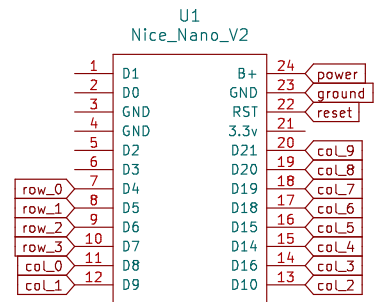 U1
Nice_Nano_V2
1 D1 B+ 24 power
2 D0 GND 23 ground
3 GND RST 22 reset
4 GND 3.3v 21
5 D2 D21 20 col_9
6 D3 D20 19 col_8
row_0 7 D4 D19 18 col_7
row_1 8 D5 D18 17 col_6
row_2 9 D6 D15 16 col_5
row_3 10 D7 D14 15 col_4
col_0 11 D8 D16 14 col_3
col_1 12 D9 D10 13 col_2